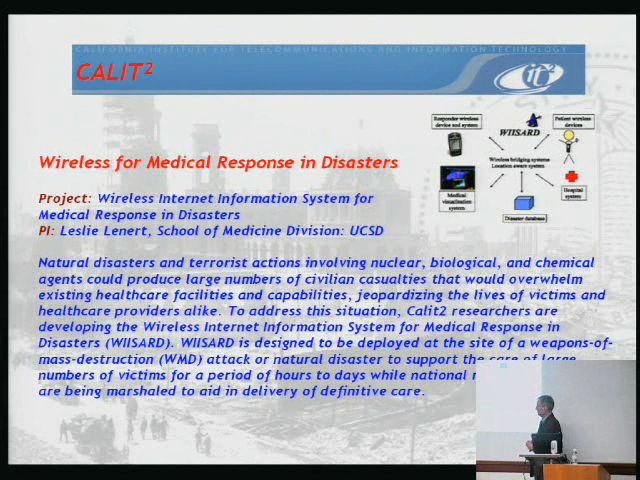 CALIFORNIA INSTITUTE FOR TELECOMMUNICATIONS AND INFORMATION TECHNOLOGY
CALIT²
it²
Responder wireless
device and system
WIISARD
Patient wireless
devices
Wireless bridging systems
Location aware system
Medical
visualization
system
Hospital
system
Disaster database
Wireless for Medical Response in Disasters
Project: Wireless Internet Information System for
Medical Response in Disasters
PI: Leslie Lenert, School of Medicine Division: UCSD
Natural disasters and terrorist actions involving nuclear, biological, and chemical
agents could produce large numbers of civilian casualties that would overwhelm
existing healthcare facilities and capabilities, jeopardizing the lives of victims and
healthcare providers alike. To address this situation, Calit2 researchers are
developing the Wireless Internet Information System for Medical Response in
Disasters (WIISARD). WIISARD is designed to be deployed at the site of a weapons-of-
mass-destruction (WMD) attack or natural disaster to support the care of large
numbers of victims for a period of hours to days while national
are being marshaled to aid in delivery of definitive care.